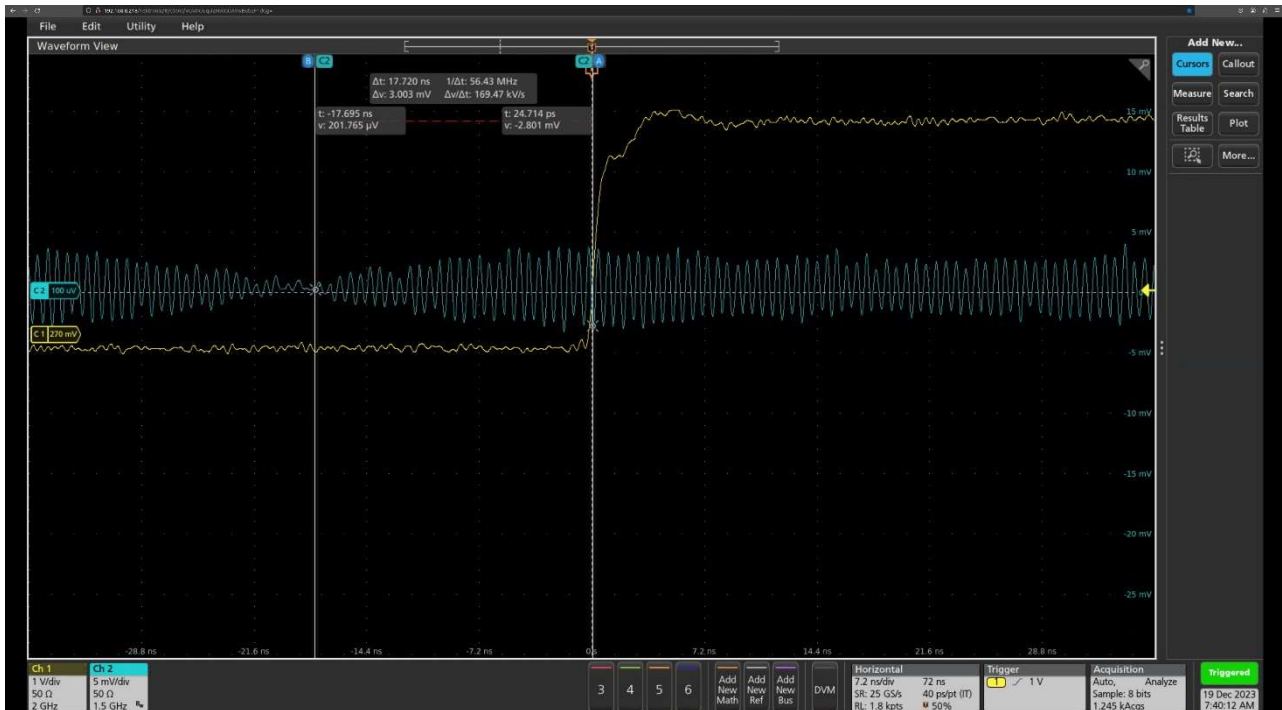 File Edit Utility Help
Waveform View
Add New...
B C2
C2 A
Cursors Callout
Δt: 17.720 ns 1/Δt: 56.43 MHz
Δv: 3.003 mV Δv/Δt: 169.47 kV/s
Measure Search
t: -17.695 ns
v: 201.765 μV
t: 24.714 ps
v: -2.801 mV
15 mV
Results
Table
Plot
More...
10 mV
5 mV
C 2 100 uV
C 1 270 mV
-5 mV
-10 mV
-15 mV
-20 mV
-25 mV
-28.8 ns -21.6 ns -14.4 ns -7.2 ns 0 s 7.2 ns 14.4 ns 21.6 ns 28.8 ns
Ch 1
1 V/div
50 Ω
2 GHz
Ch 2
5 mV/div
50 Ω
1.5 GHz
3 4 5 6
Add
New
Math
Add
New
Ref
Add
New
Bus
DVM
Horizontal
7.2 ns/div 72 ns
SR: 25 GS/s 40 ps/pt (IT)
RL: 1.8 kpts 50%
Trigger
1 1 V
Acquisition
Auto, Analyze
Sample: 8 bits
1.245 kAcqs
Triggered
19 Dec 2023
7:40:12 AM